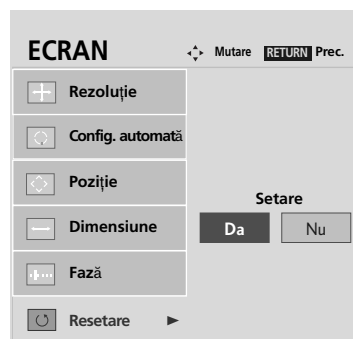 ECRAN Mutare RETURN Prec.
Rezoluție
Config. automată
Poziție
Setare
Dimensiune Da Nu
Fază
Resetare ►